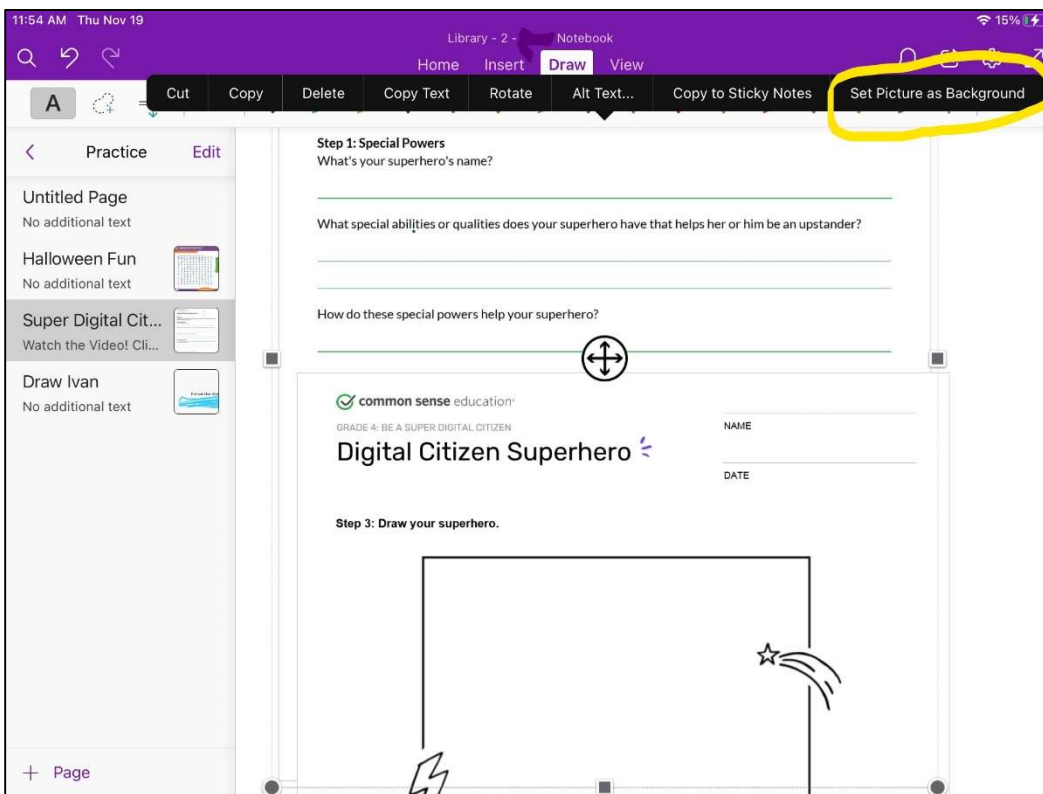 11:54 AM Thu Nov 19
15%
Library - 2 - Notebook
Home Insert Draw View
A
Cut Copy Delete Copy Text Rotate Alt Text... Copy to Sticky Notes Set Picture as Background
Practice Edit
Untitled Page
No additional text
Halloween Fun
No additional text
Super Digital Cit...
Watch the Video! Cli...
Draw Ivan
No additional text
+ Page
Step 1: Special Powers
What's your superhero's name?
What special abilities or qualities does your superhero have that helps her or him be an upstander?
How do these special powers help your superhero?
common sense education
GRADE 4: BE A SUPER DIGITAL CITIZEN
Digital Citizen Superhero
NAME
DATE
Step 3: Draw your superhero.